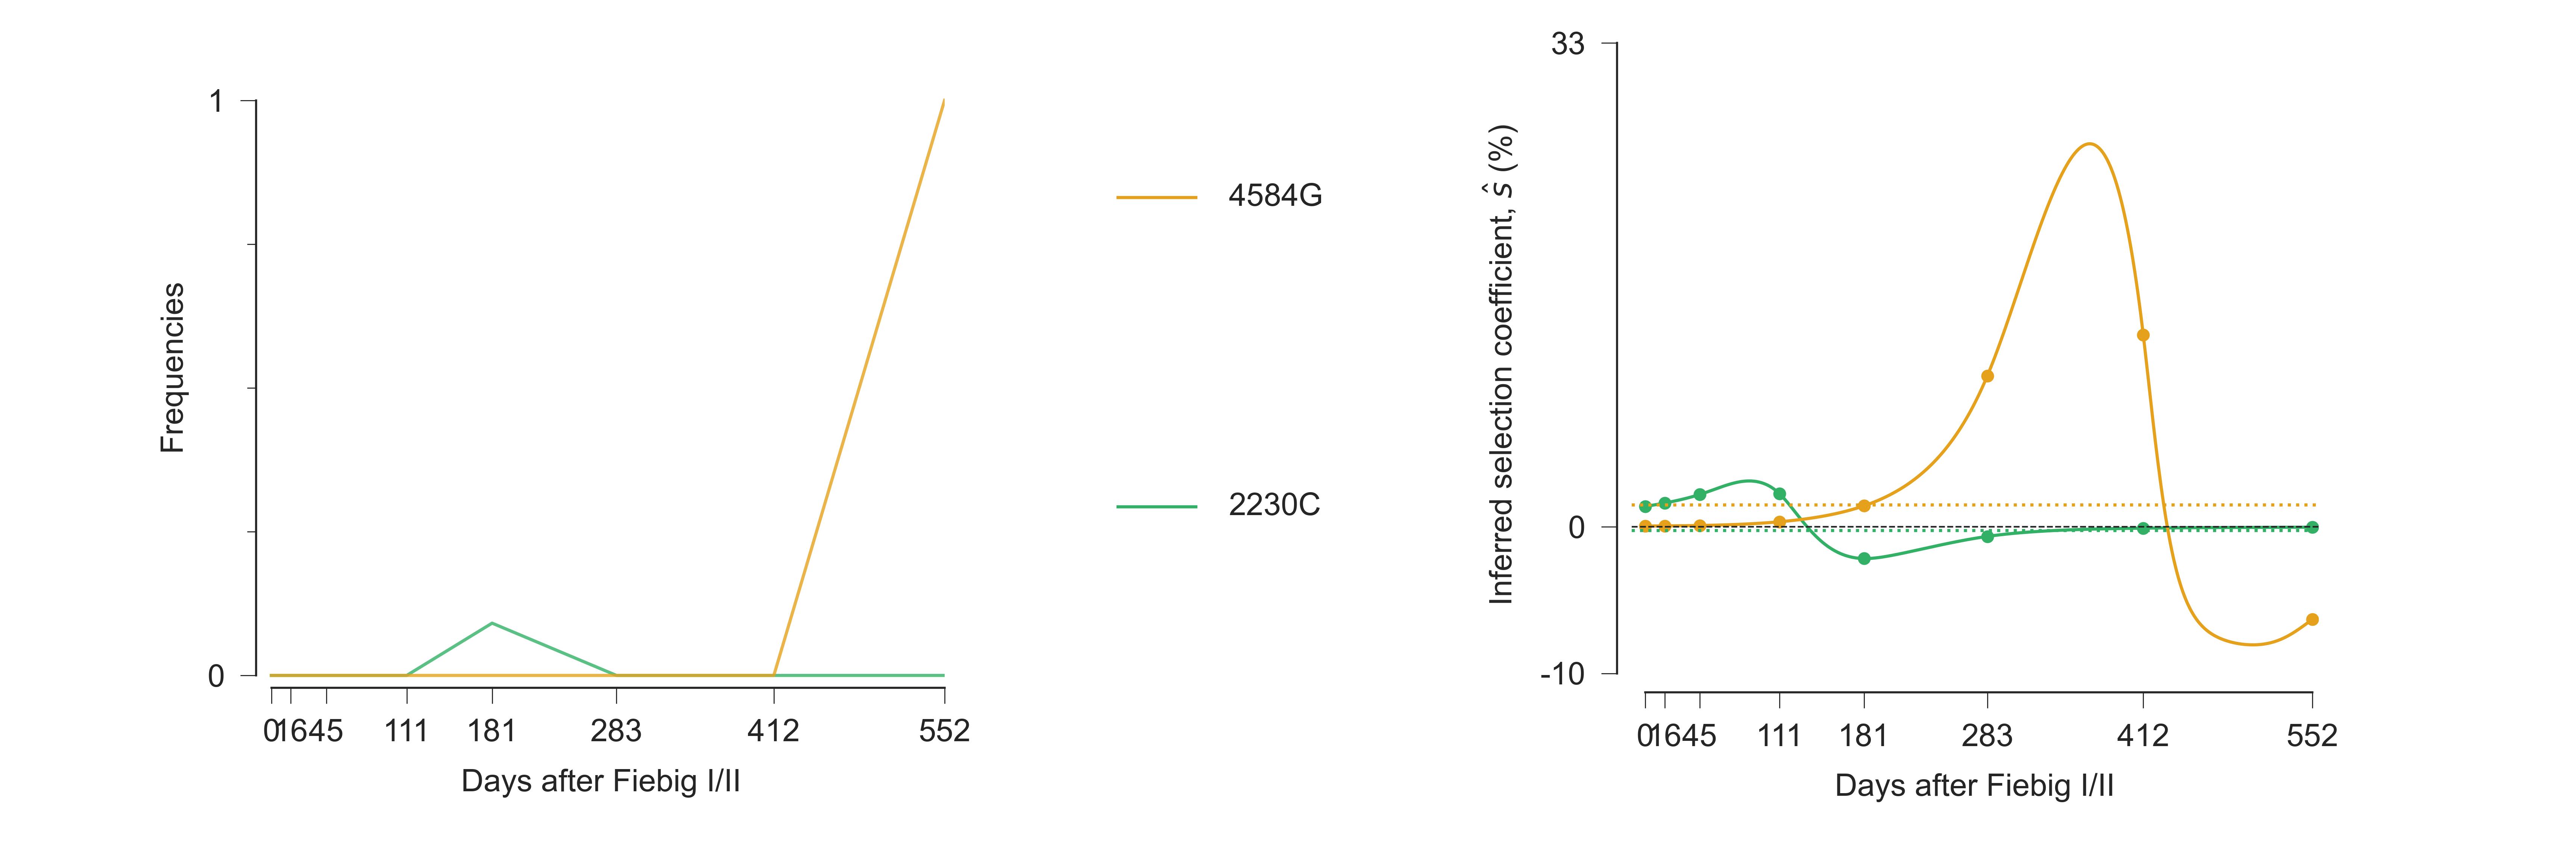 Frequencies
1
0
0 16 45 111 181 283 412 552
Days after Fiebig I/II
4584G
2230C
Inferred selection coefficient, ŝ (%)
33
0
-10
0 16 45 111 181 283 412 552
Days after Fiebig I/II